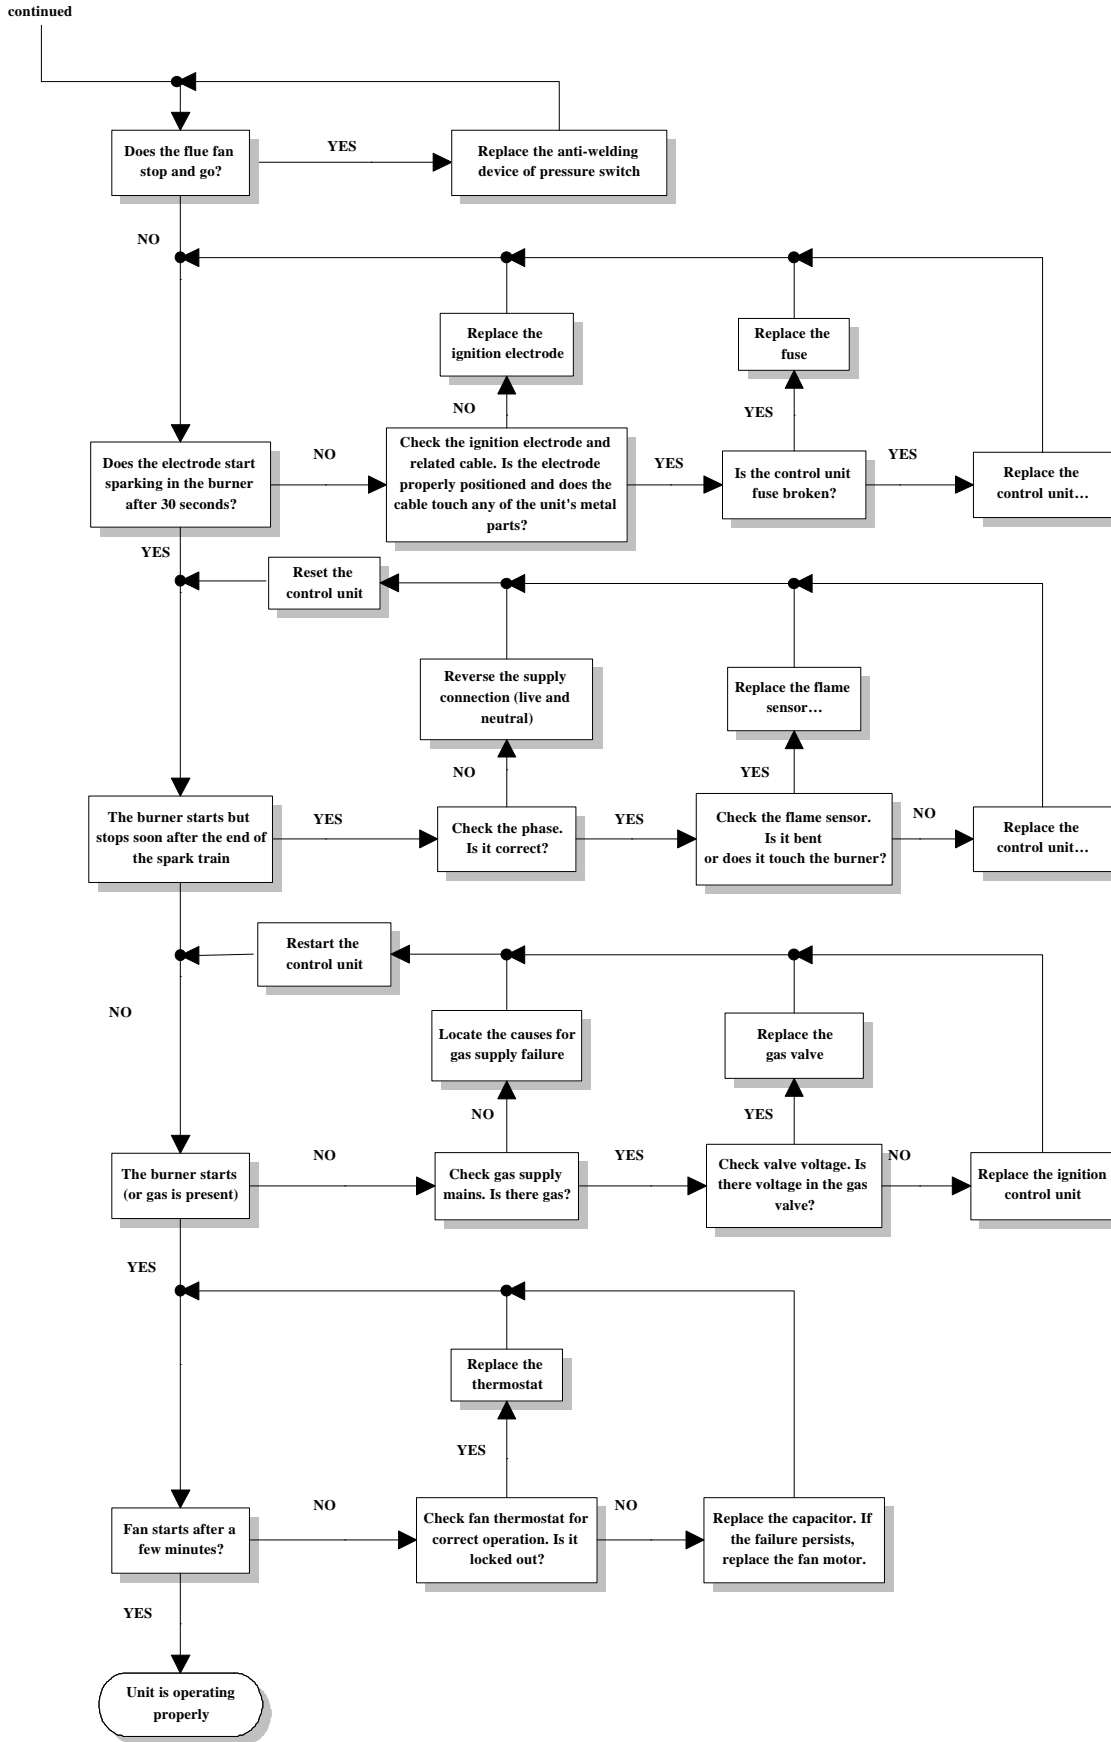 continued
Does the flue fan
stop and go?
YES
Replace the anti-welding
device of pressure switch
NO
Replace the
ignition electrode
Replace the
fuse
NO
YES
Does the electrode start
sparking in the burner
after 30 seconds?
NO
Check the ignition electrode and
related cable. Is the electrode
properly positioned and does the
cable touch any of the unit's metal
parts?
YES
Is the control unit
fuse broken?
YES
Replace the
control unit…
YES
Reset the
control unit
Reverse the supply
connection (live and
neutral)
Replace the flame
sensor…
NO
YES
The burner starts but
stops soon after the end of
the spark train
YES
Check the phase.
Is it correct?
YES
Check the flame sensor.
Is it bent
or does it touch the burner?
NO
Replace the
control unit…
Restart the
control unit
NO
Locate the causes for
gas supply failure
Replace the
gas valve
NO
YES
The burner starts
(or gas is present)
NO
Check gas supply
mains. Is there gas?
YES
Check valve voltage. Is
there voltage in the gas
valve?
NO
Replace the ignition
control unit
YES
Replace the
thermostat
YES
Fan starts after a
few minutes?
NO
Check fan thermostat for
correct operation. Is it
locked out?
NO
Replace the capacitor. If
the failure persists,
replace the fan motor.
YES
Unit is operating
properly